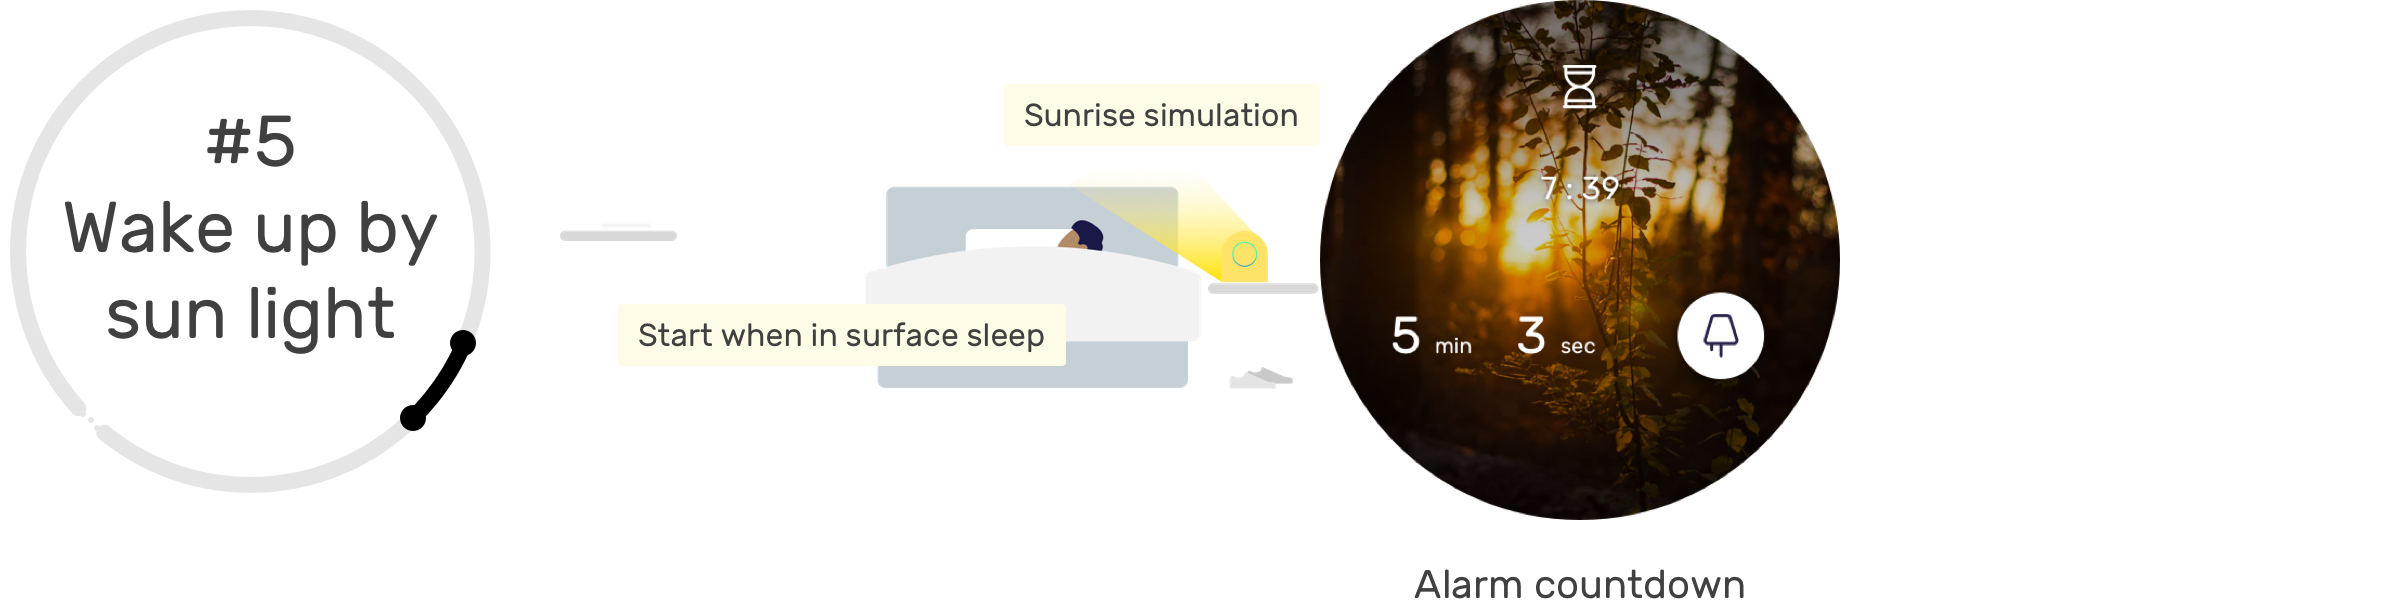 #5
Wake up by
sun light
Sunrise simulation
Start when in surface sleep
7 : 39
5 min 3 sec
Alarm countdown